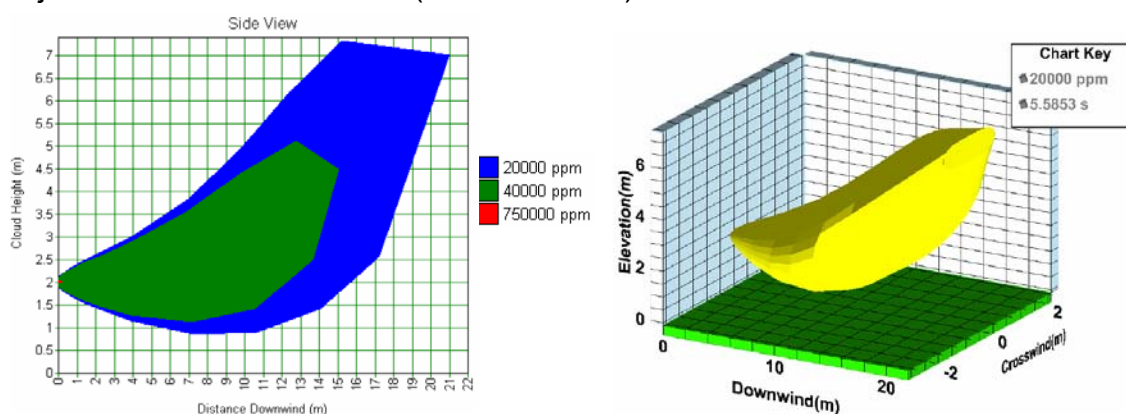 Side View
Cloud Height (m)
7
6.5
6
5.5
5
4.5
4
3.5
3
2.5
2
1.5
1
0.5
0
0 1 2 3 4 5 6 7 8 9 10 11 12 13 14 15 16 17 18 19 20 21 22
Distance Downwind (m)
20000 ppm
40000 ppm
750000 ppm
Chart Key
20000 ppm
5.5853 s
Elevation(m)
6
4
2
0
0
10
20
Downwind(m)
-2
0
2
Crosswind(m)